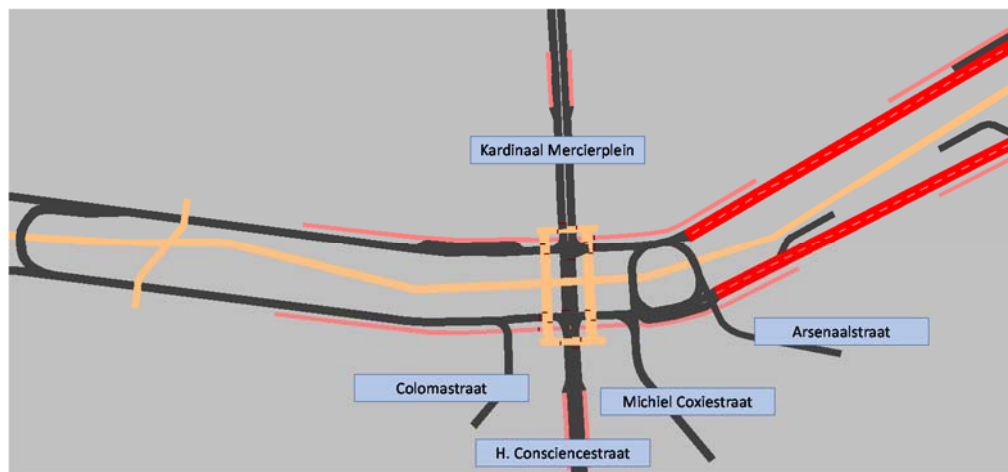 Kardinaal Mercierplein
Arsenaalstraat
Colomastraat
Michiel Coxiestraat
H. Consciencestraat